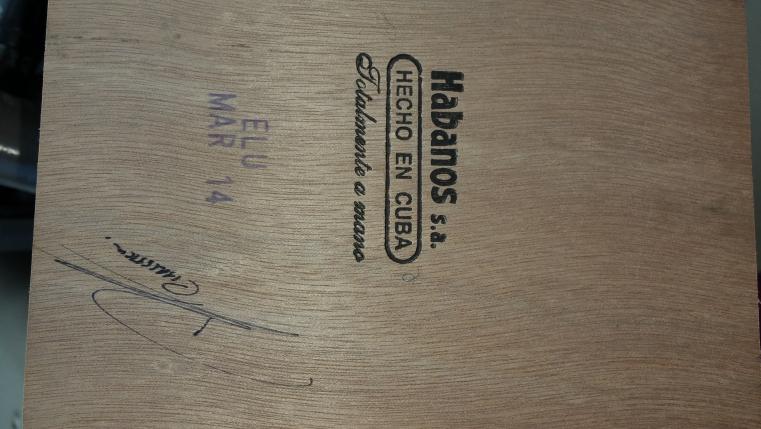 Habanos s.a.
HECHO EN CUBA
Totalmente a mano
ELU
MAR 14